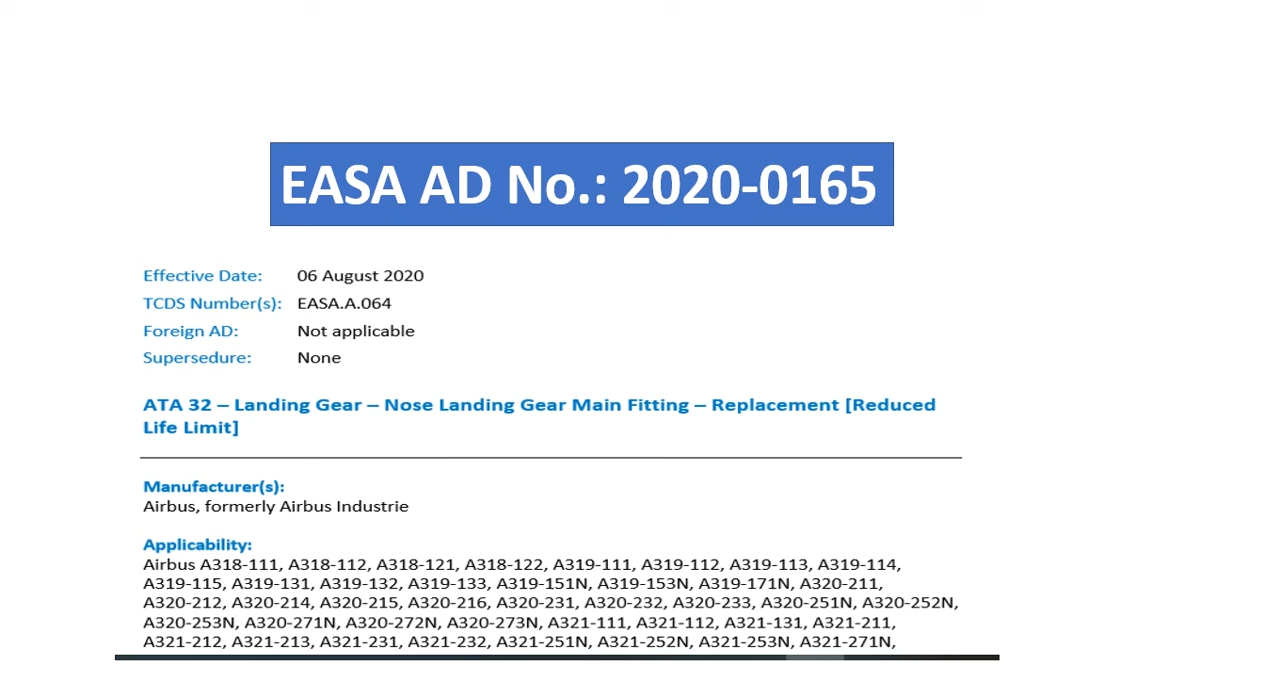 EASA AD No.: 2020-0165
Effective Date: 06 August 2020
TCDS Number(s): EASA.A.064
Foreign AD: Not applicable
Supersedure: None
ATA 32 – Landing Gear – Nose Landing Gear Main Fitting – Replacement [Reduced
Life Limit]
Manufacturer(s):
Airbus, formerly Airbus Industrie
Applicability:
Airbus A318-111, A318-112, A318-121, A318-122, A319-111, A319-112, A319-113, A319-114,
A319-115, A319-131, A319-132, A319-133, A319-151N, A319-153N, A319-171N, A320-211,
A320-212, A320-214, A320-215, A320-216, A320-231, A320-232, A320-233, A320-251N, A320-252N,
A320-253N, A320-271N, A320-272N, A320-273N, A321-111, A321-112, A321-131, A321-211,
A321-212, A321-213, A321-231, A321-232, A321-251N, A321-252N, A321-253N, A321-271N,